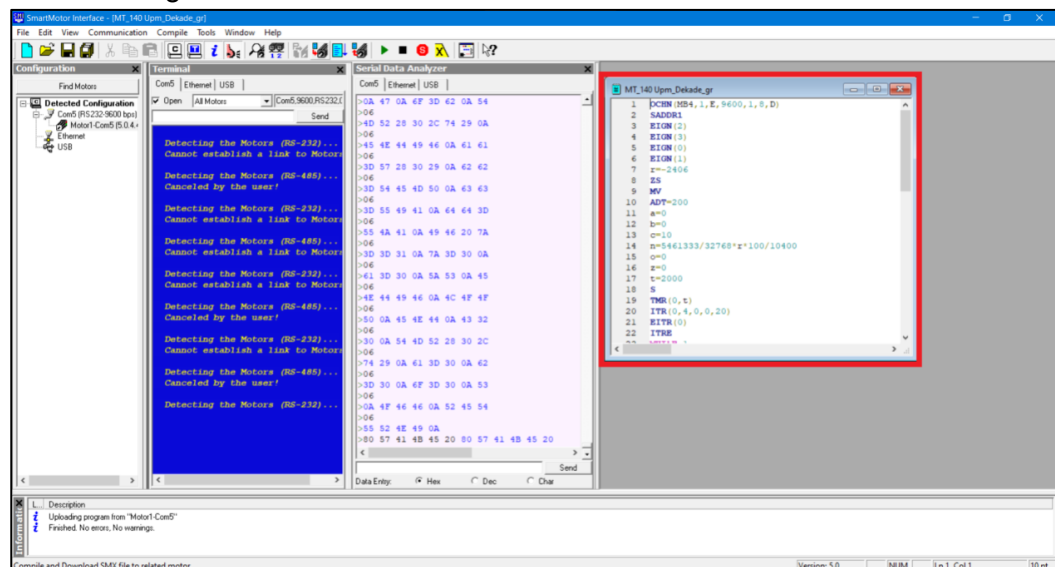 SmartMotor Interface - [MT_140 Upm_Dekade_gr]
File Edit View Communication Compile Tools Window Help
Configuration
Find Motors
Detected Configuration
Com5 (RS232-9600 bps)
Motor1-Com5 (5.0.4.
Ethernet
USB
Terminal
Com5 Ethernet USB
Open All Motors Com5,9600,RS232,(
Send
Detecting the Motors (RS-232)...
Cannot establish a link to Motors
Detecting the Motors (RS-485)...
Canceled by the user!
Detecting the Motors (RS-232)...
Cannot establish a link to Motors
Detecting the Motors (RS-485)...
Cannot establish a link to Motors
Detecting the Motors (RS-232)...
Cannot establish a link to Motors
Detecting the Motors (RS-485)...
Canceled by the user!
Detecting the Motors (RS-232)...
Cannot establish a link to Motors
Detecting the Motors (RS-485)...
Canceled by the user!
Detecting the Motors (RS-232)...
Serial Data Analyzer
Com5 Ethernet USB
>0A 47 0A 6F 3D 62 0A 54
>06
>4D 52 28 30 2C 74 29 0A
>06
>45 4E 44 49 46 0A 61 61
>06
>3D 57 28 30 29 0A 62 62
>06
>3D 54 45 4D 50 0A 63 63
>06
>3D 55 49 41 0A 64 64 3D
>06
>55 4A 41 0A 49 46 20 7A
>06
>3D 3D 31 0A 7A 3D 30 0A
>06
>61 3D 30 0A 5A 53 0A 45
>06
>4E 44 49 46 0A 4C 4F 4F
>06
>50 0A 45 4E 44 0A 43 32
>06
>30 0A 54 4D 52 28 30 2C
>06
>74 29 0A 61 3D 30 0A 62
>06
>3D 30 0A 6F 3D 30 0A 53
>06
>0A 4F 46 46 0A 52 45 54
>06
>55 52 4E 49 0A
>80 57 41 4B 45 20 80 57 41 4B 45 20
Send
Data Entry: Hex Dec Char
MT_140 Upm_Dekade_gr
1 OCHN(MB4,1,E,9600,1,8,D)
2 SADDR1
3 EIGN(2)
4 EIGN(3)
5 EIGN(0)
6 EIGN(1)
7 r=-2406
8 ZS
9 MV
10 ADT=200
11 a=0
12 b=0
13 c=10
14 n=5461333/32768*r*100/10400
15 o=0
16 z=0
17 t=2000
18 S
19 TMR(0,t)
20 ITR(0,4,0,0,20)
21 EITR(0)
22 ITRE
Information
L... Description
Uploading program from "Motor1-Com5"
Finished. No errors, No warnings.
Compile and Download SMX file to related motor
Version: 5.0 NUM Ln 1, Col 1 10 pt